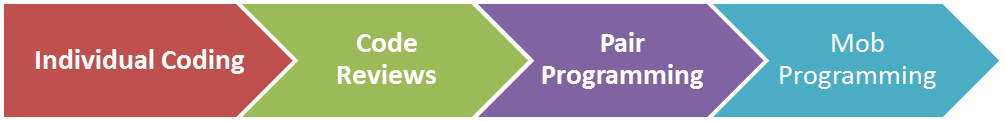 Individual Coding
Code
Reviews
Pair
Programming
Mob
Programming